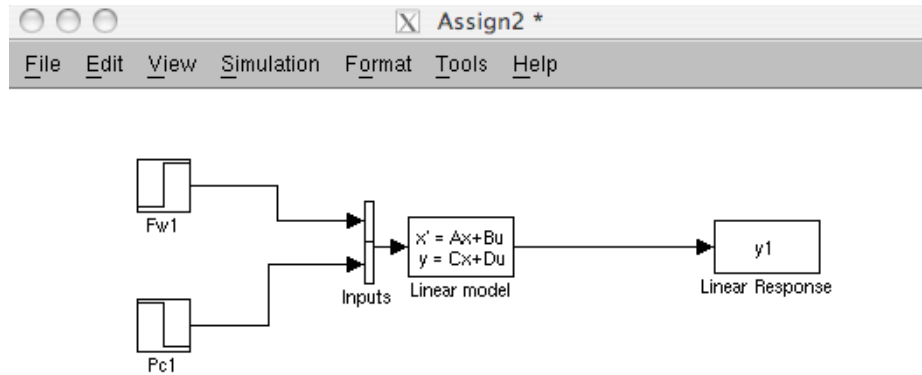 Assign2 *
File Edit View Simulation Format Tools Help
Fw1
x' = Ax+Bu
y = Cx+Du
y1
Inputs
Linear model
Linear Response
Pc1